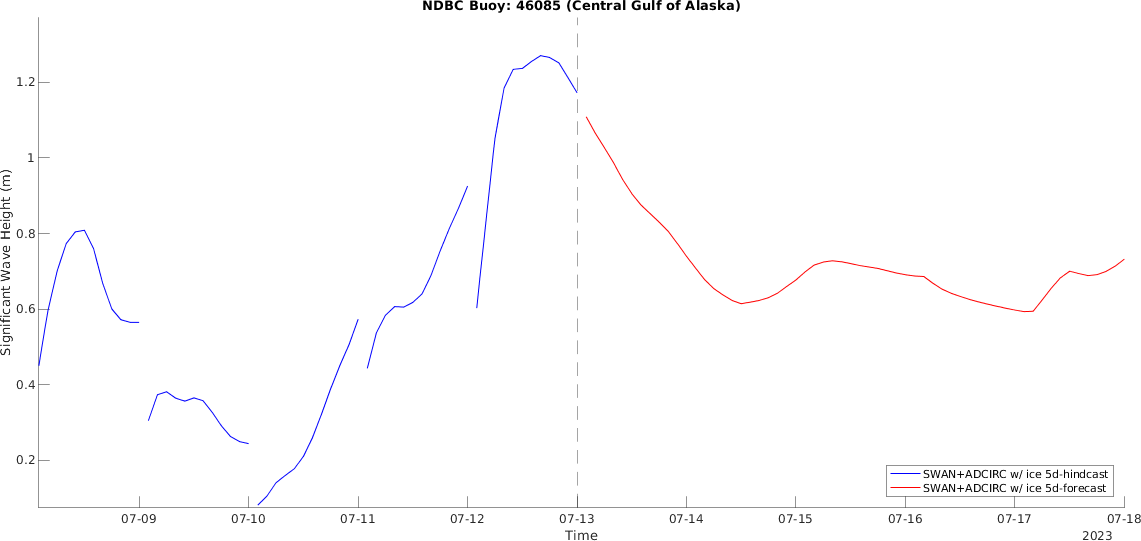 NDBC Buoy: 46085 (Central Gulf of Alaska)
Significant Wave Height (m)
1.2
1
0.8
0.6
0.4
0.2
SWAN+ADCIRC w/ ice 5d-hindcast
SWAN+ADCIRC w/ ice 5d-forecast
07-09 07-10 07-11 07-12 07-13 07-14 07-15 07-16 07-17 07-18
Time
2023